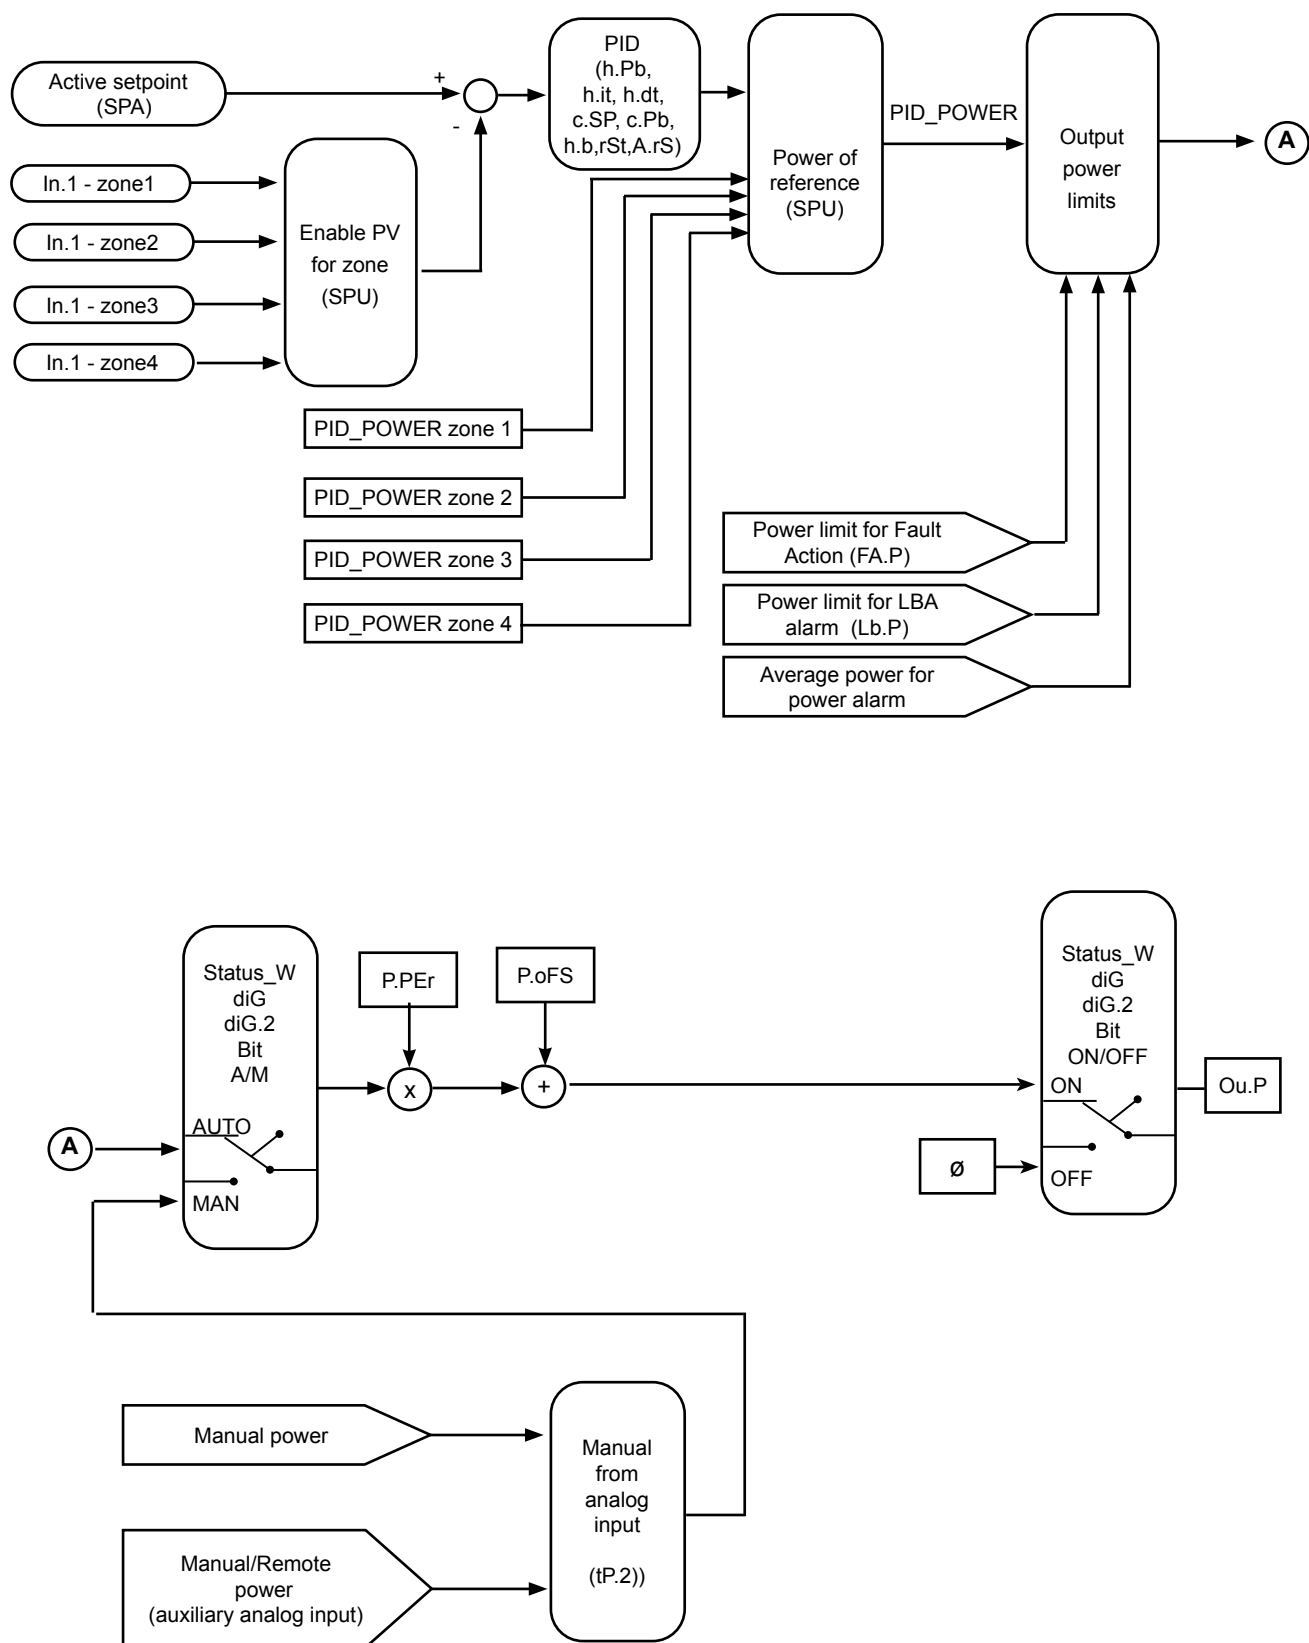 Active setpoint
(SPA)
+
-
PID
(h.Pb,
h.it, h.dt,
c.SP, c.Pb,
h.b,rSt,A.rS)
In.1 - zone1
In.1 - zone2
In.1 - zone3
In.1 - zone4
Enable PV
for zone
(SPU)
Power of
reference
(SPU)
PID_POWER
Output
power
limits
A
PID_POWER zone 1
PID_POWER zone 2
PID_POWER zone 3
PID_POWER zone 4
Power limit for Fault
Action (FA.P)
Power limit for LBA
alarm (Lb.P)
Average power for
power alarm
Status_W
diG
diG.2
Bit
A/M
AUTO
MAN
A
P.PEr
x
P.oFS
+
Status_W
diG
diG.2
Bit
ON/OFF
ON
OFF
ø
Ou.P
Manual power
Manual/Remote
power
(auxiliary analog input)
Manual
from
analog
input
(tP.2))